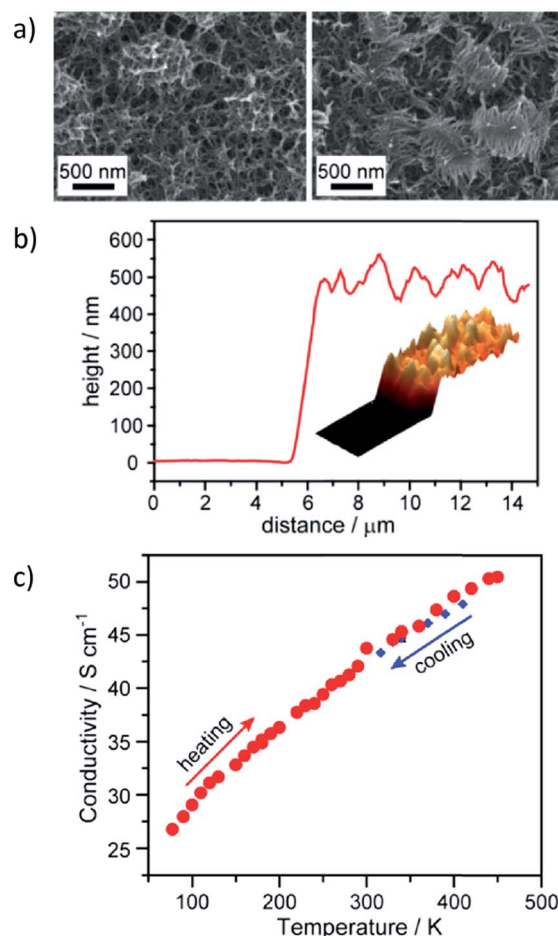 a)
500 nm
500 nm
b)
600
500
400
300
200
100
0
height / nm
0 2 4 6 8 10 12 14
distance / μm
c)
50
45
40
35
30
25
Conductivity / S cm⁻¹
heating
cooling
100 200 300 400 500
Temperature / K